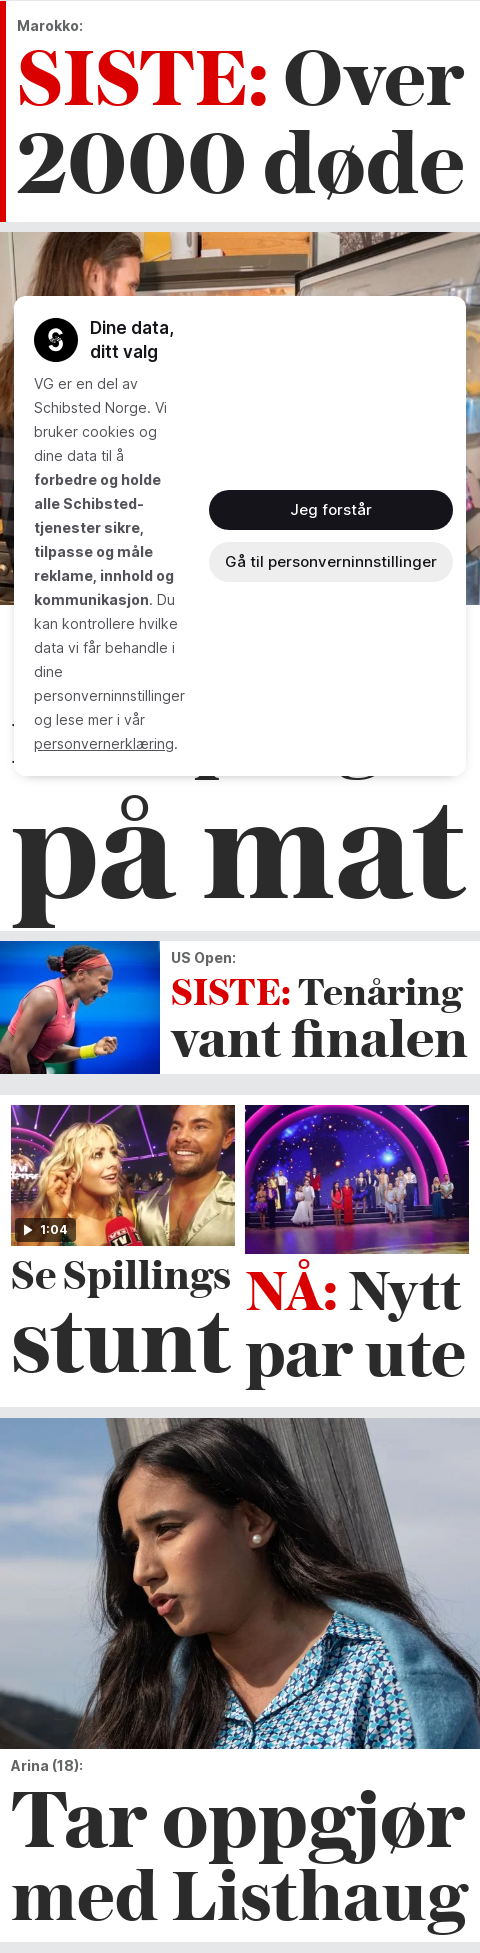 Marokko:
SISTE: Over
2000 døde
Dine data,
ditt valg
VG er en del av
Schibsted Norge. Vi
bruker cookies og
dine data til å
forbedre og holde
alle Schibsted-
tjenester sikre,
tilpasse og måle
reklame, innhold og
kommunikasjon. Du
kan kontrollere hvilke
data vi får behandle i
dine
personverninnstillinger
og lese mer i vår
personvernerklæring.
Jeg forstår
Gå til personverninnstillinger
på mat
US Open:
SISTE: Tenåring
vant finalen
1:04
Se Spillings
stunt
NÅ: Nytt
par ute
Arina (18):
Tar oppgjør
med Listhaug